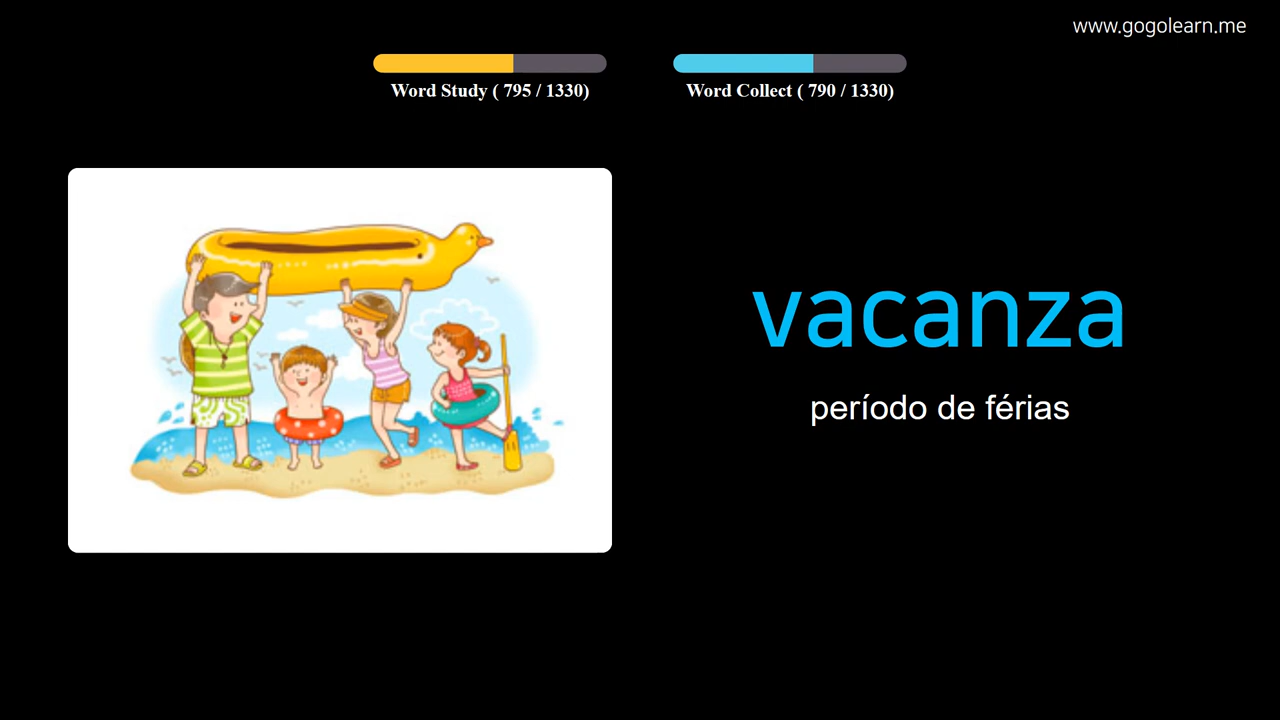 www.gogolearn.me
Word Study ( 795 / 1330)
Word Collect ( 790 / 1330)
vacanza
período de férias